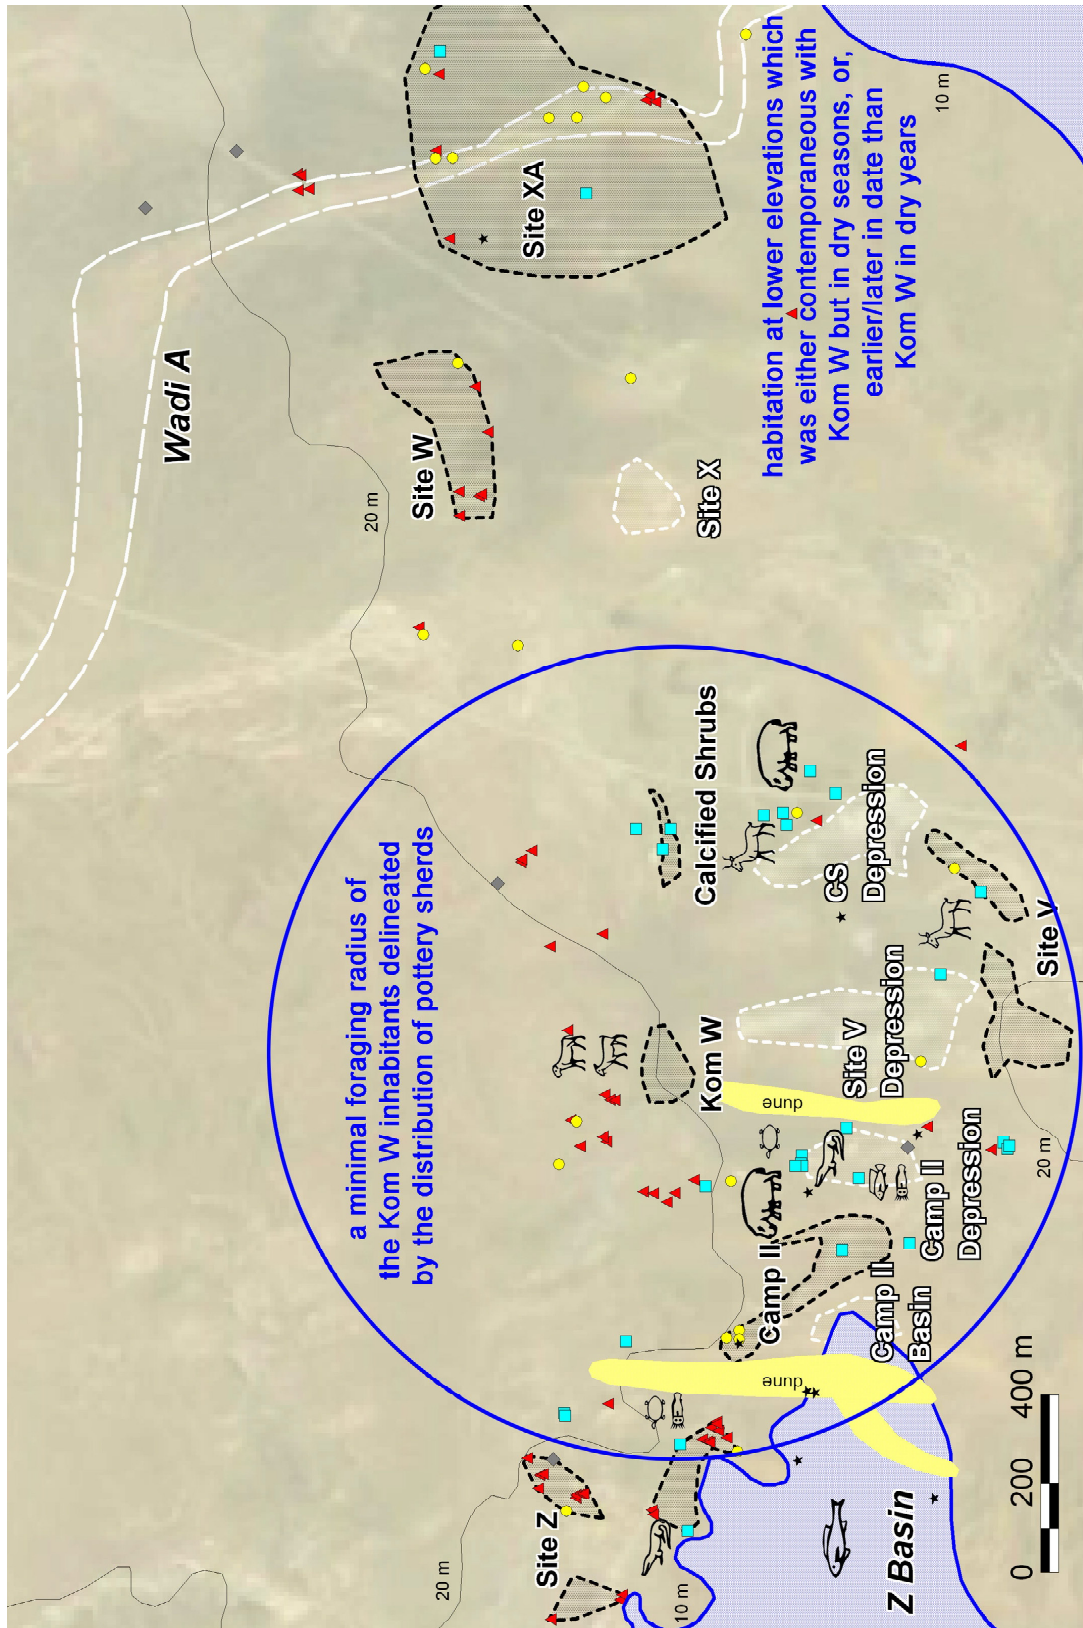 Wadi A
20 m
Site W
Site XA
Site X
10 m
habitation at lower elevations which
was either contemporaneous with
Kom W but in dry seasons, or,
earlier/later in date than
Kom W in dry years
a minimal foraging radius of
the Kom W inhabitants delineated
by the distribution of pottery sherds
Calcified Shrubs
CS
Depression
Kom W
dune
Site V
Depression
Site V
20 m
Camp II
Camp II
Depression
Camp II
Basin
dune
Site Z
20 m
10 m
Z Basin
0 200 400 m